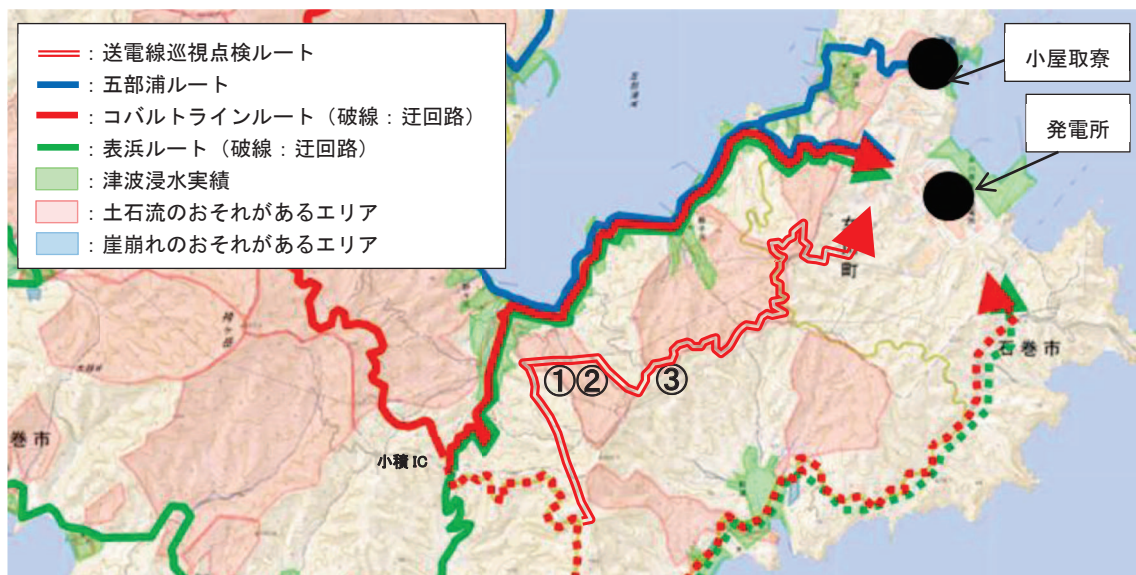 ：送電線巡視点検ルート
：五部浦ルート
：コバルトラインルート（破線：迂回路）
：表浜ルート（破線：迂回路）
：津波浸水実績
：土石流のおそれがあるエリア
：崖崩れのおそれがあるエリア
小屋取寮
発電所
町
石巻市
①②
③
巻市
小積 IC